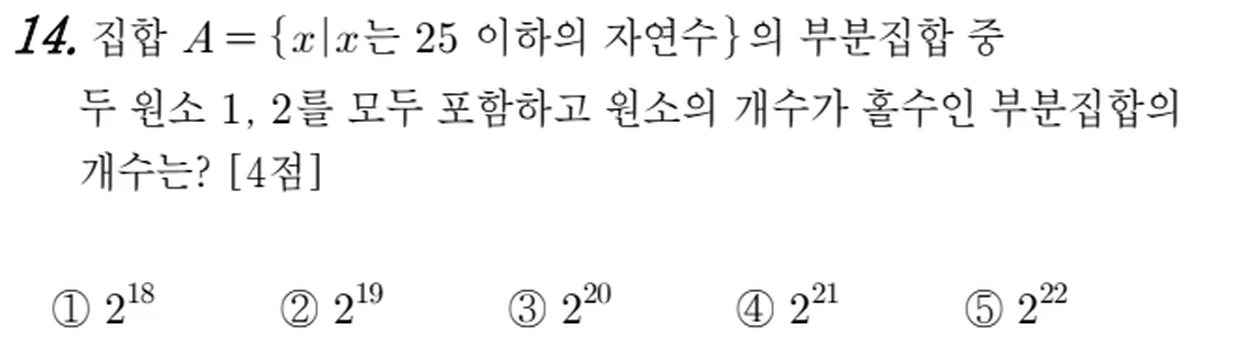 14. 집합 A = {x|x는 25 이하의 자연수}의 부분집합 중
두 원소 1, 2를 모두 포함하고 원소의 개수가 홀수인 부분집합의
개수는? [4점]
① 2^18 ② 2^19 ③ 2^20 ④ 2^21 ⑤ 2^22